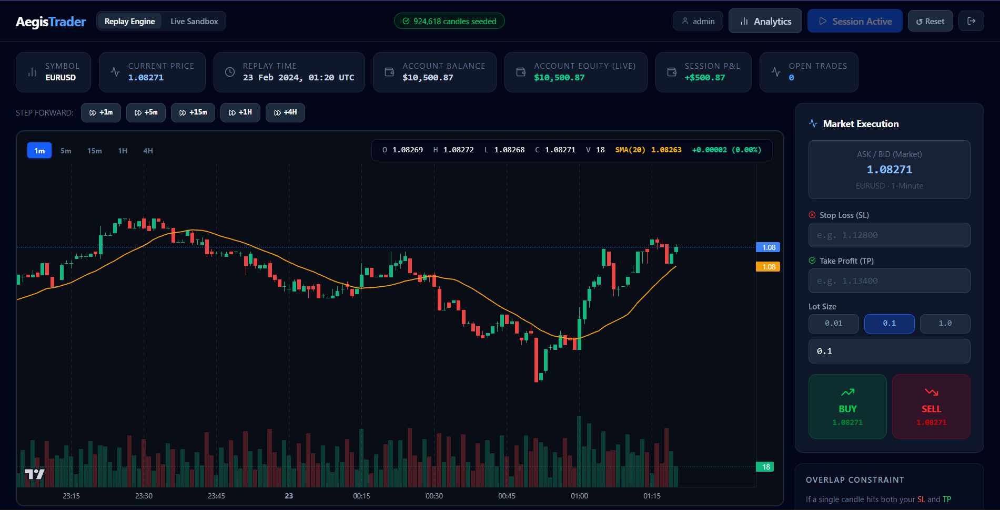 AegisTrader
Replay Engine
Live Sandbox
924,618 candles seeded
admin
Analytics
Session Active
Reset
SYMBOL
EURUSD
CURRENT PRICE
1.08271
REPLAY TIME
23 Feb 2024, 01:20 UTC
ACCOUNT BALANCE
$10,500.87
ACCOUNT EQUITY (LIVE)
$10,500.87
SESSION P&L
+$500.87
OPEN TRADES
0
STEP FORWARD:
+1m
+5m
+15m
+1H
+4H
1m
5m
15m
1H
4H
O 1.08269 H 1.08272 L 1.08268 C 1.08271 V 18 SMA(20) 1.08263 +0.00002 (0.00%)
1.08
1.08
18
23:15
23:30
23:45
23
00:15
00:30
00:45
01:00
01:15
Market Execution
ASK / BID (Market)
1.08271
EURUSD · 1-Minute
Stop Loss (SL)
e.g. 1.12800
Take Profit (TP)
e.g. 1.13400
Lot Size
0.01
0.1
1.0
0.1
BUY
1.08271
SELL
1.08271
OVERLAP CONSTRAINT
If a single candle hits both your SL and TP